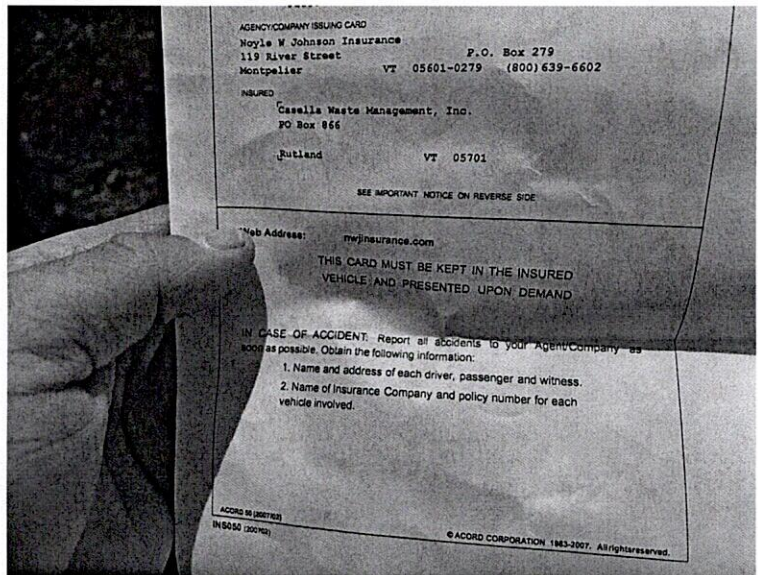 AGENCY/COMPANY ISSUING CARD
Noyle W Johnson Insurance
119 River Street P.O. Box 279
Montpelier VT 05601-0279 (800)639-6602
INSURED
Casella Waste Management, Inc.
PO Box 866
Rutland VT 05701
SEE IMPORTANT NOTICE ON REVERSE SIDE
Web Address: nwjinsurance.com
THIS CARD MUST BE KEPT IN THE INSURED
VEHICLE AND PRESENTED UPON DEMAND
IN CASE OF ACCIDENT: Report all accidents to your Agent/Company as
soon as possible. Obtain the following information:
1. Name and address of each driver, passenger and witness.
2. Name of Insurance Company and policy number for each
vehicle involved.
ACORD 50 (2007/02)
INS050 (200702)
© ACORD CORPORATION 1983-2007. All rights reserved.